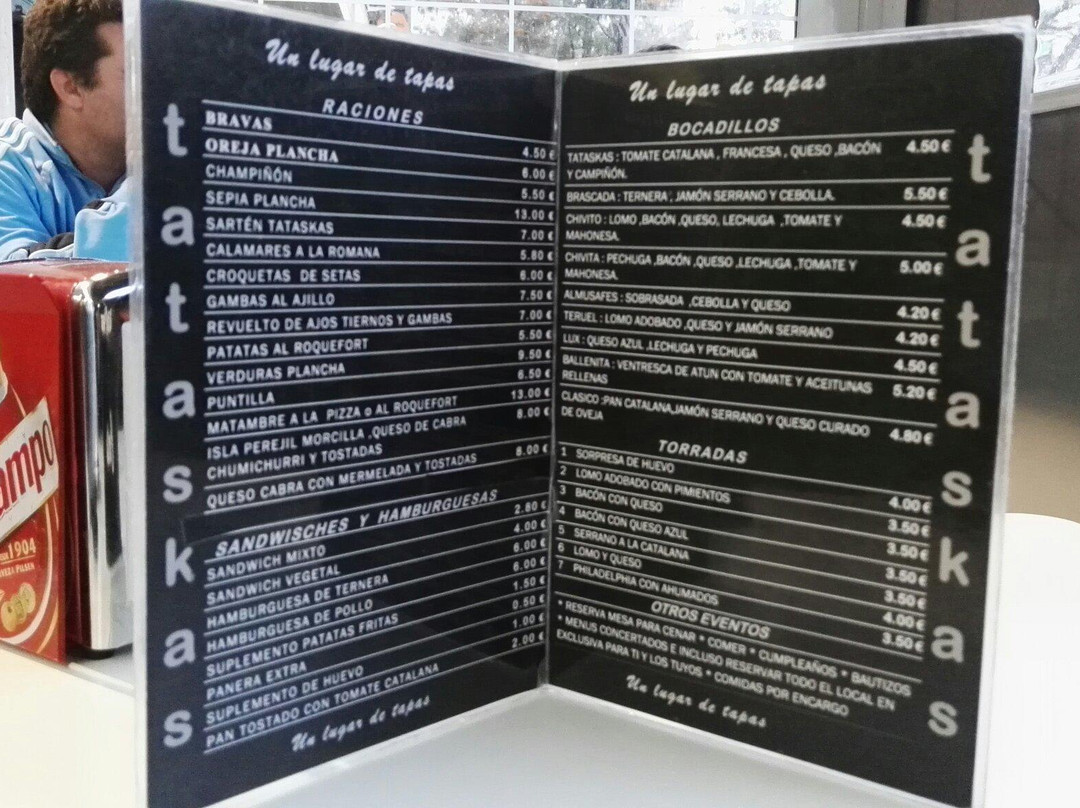 Un lugar de tapas
RACIONES
BRAVAS 4.50 €
OREJA PLANCHA 6.00 €
CHAMPIÑÓN 5.50 €
SEPIA PLANCHA 13.00 €
SARTÉN TATASKAS 7.00 €
CALAMARES A LA ROMANA 5.80 €
CROQUETAS DE SETAS 6.00 €
GAMBAS AL AJILLO 7.50 €
REVUELTO DE AJOS TIERNOS Y GAMBAS 7.00 €
PATATAS AL ROQUEFORT 5.50 €
VERDURAS PLANCHA 9.50 €
PUNTILLA 6.50 €
MATAMBRE A LA PIZZA o AL ROQUEFORT 13.00 €
ISLA PEREJIL MORCILLA ,QUESO DE CABRA 8.00 €
CHUMICHURRI Y TOSTADAS
QUESO CABRA CON MERMELADA Y TOSTADAS 8.00 €
SANDWISCHES Y HAMBURGUESAS
SANDWICH MIXTO 2.80 €
SANDWICH VEGETAL 4.00 €
HAMBURGUESA DE TERNERA 6.00 €
HAMBURGUESA DE POLLO 6.00 €
SUPLEMENTO PATATAS FRITAS 1.50 €
PANERA EXTRA 0.50 €
SUPLEMENTO DE HUEVO 1.00 €
PAN TOSTADO CON TOMATE CATALANA 2.00 €
Un lugar de tapas
tataskas
Un lugar de tapas
BOCADILLOS
TATASKAS : TOMATE CATALANA , FRANCESA , QUESO ,BACÓN 4.50 €
Y CAMPIÑÓN.
BRASCADA : TERNERA , JAMÓN SERRANO Y CEBOLLA. 5.50 €
CHIVITO : LOMO ,BACÓN ,QUESO, LECHUGA ,TOMATE Y 4.50 €
MAHONESA.
CHIVITA : PECHUGA ,BACÓN ,QUESO ,LECHUGA ,TOMATE Y 5.00 €
MAHONESA.
ALMUSAFES : SOBRASADA ,CEBOLLA Y QUESO 4.20 €
TERUEL : LOMO ADOBADO ,QUESO Y JAMÓN SERRANO 4.20 €
LUX : QUESO AZUL ,LECHUGA Y PECHUGA 4.50 €
BALLENITA : VENTRESCA DE ATUN CON TOMATE Y ACEITUNAS 5.20 €
RELLENAS
CLASICO :PAN CATALANA,JAMÓN SERRANO Y QUESO CURADO 4.80 €
DE OVEJA
TORRADAS
1 SORPRESA DE HUEVO 4.00 €
2 LOMO ADOBADO CON PIMIENTOS 3.50 €
3 BACÓN CON QUESO 3.50 €
4 BACÓN CON QUESO AZUL 3.50 €
5 SERRANO A LA CATALANA 3.50 €
6 LOMO Y QUESO 4.00 €
7 PHILADELPHIA CON AHUMADOS 3.50 €
OTROS EVENTOS
* RESERVA MESA PARA CENAR * COMER * CUMPLEAÑOS * BAUTIZOS
* MENUS CONCERTADOS E INCLUSO RESERVAR TODO EL LOCAL EN
EXCLUSIVA PARA TI Y LOS TUYOS * COMIDAS POR ENCARGO
Un lugar de tapas
tataskas
ampo
1904
VEZA PILSEN